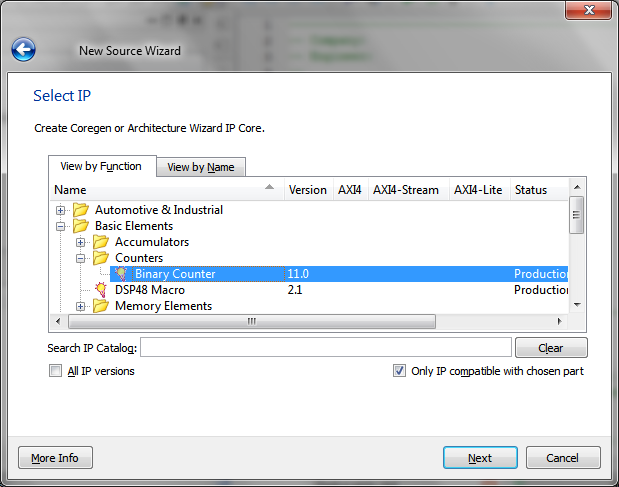 -- Company:
-- Engineer:
New Source Wizard
Select IP
Create Coregen or Architecture Wizard IP Core.
View by Function View by Name
Name Version AXI4 AXI4-Stream AXI4-Lite Status
Automotive & Industrial
Basic Elements
Accumulators
Counters
Binary Counter 11.0 Production
DSP48 Macro 2.1 Production
Memory Elements
Search IP Catalog: Clear
All IP versions Only IP compatible with chosen part
More Info Next Cancel